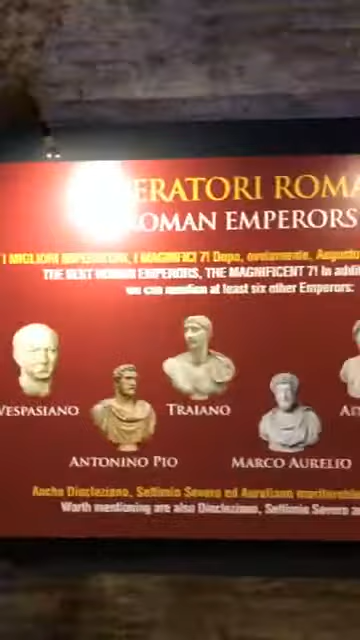 ERATORI ROMA
ROMAN EMPERORS
I MIGLIORI IMPERATORI, I MAGNIFICI 7! Dopo, ovviamente, Augusto
THE BEST ROMAN EMPERORS, THE MAGNIFICENT 7! In addit
we can mention at least six other Emperors:
VESPASIANO
TRAIANO
ANTONINO PIO
MARCO AURELIO
Anche Diocleziano, Settimio Severo ed Aureliano
Worth mentioning are also Diocleziano, Settimio Severo a